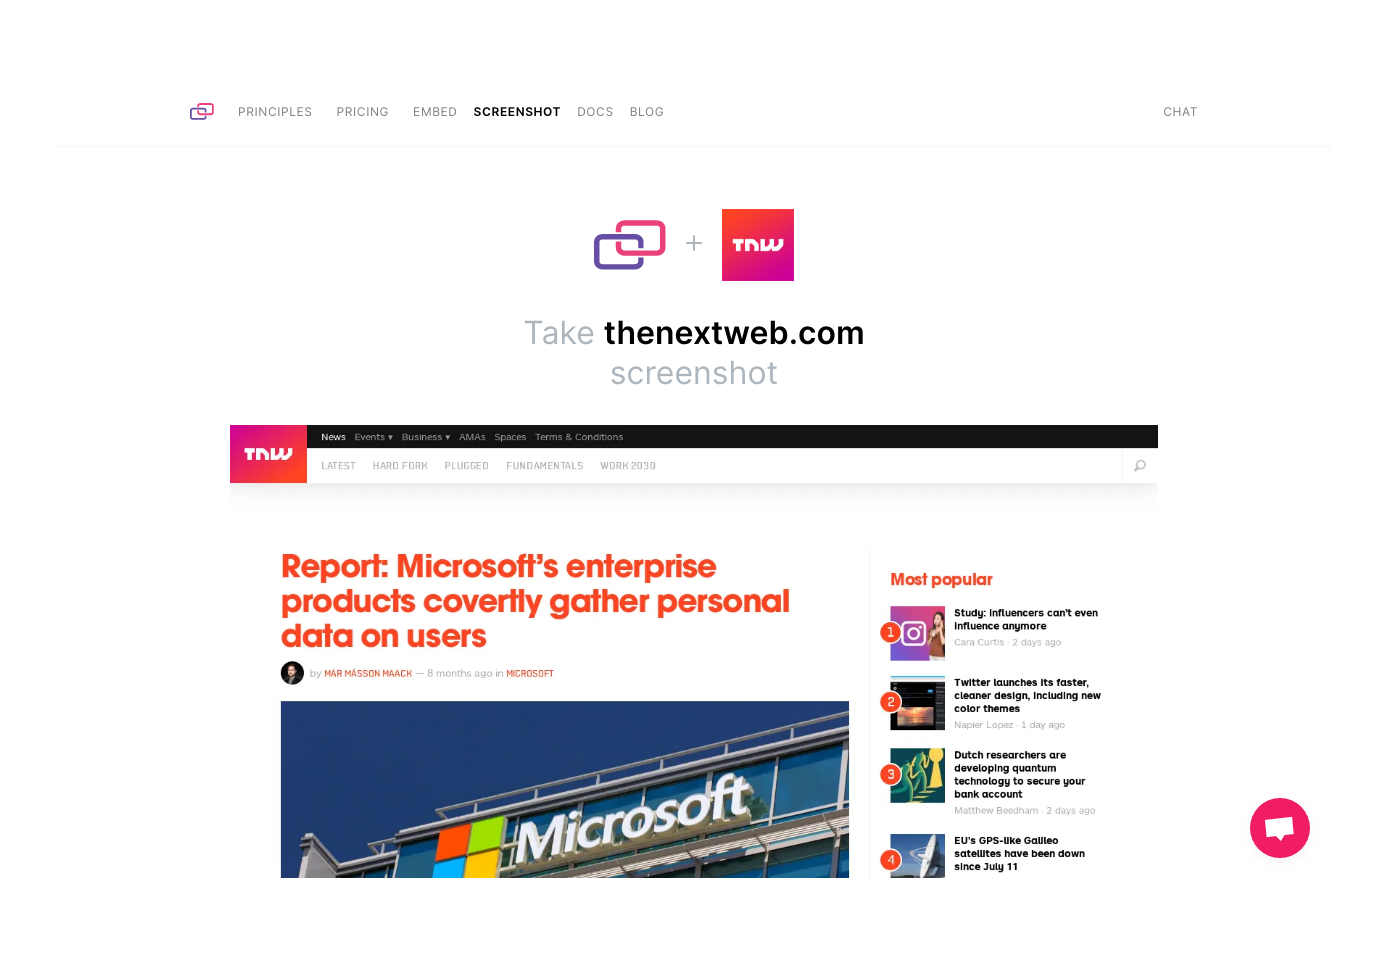 PRINCIPLES PRICING EMBED SCREENSHOT DOCS BLOG CHAT
TNW
Take thenextweb.com
screenshot
TNW
News Events ▾ Business ▾ AMAs Spaces Terms & Conditions
LATEST HARD FORK PLUGGED FUNDAMENTALS WORK 2030
Report: Microsoft's enterprise
products covertly gather personal
data on users
by MÁR MÁSSON MAACK — 8 months ago in MICROSOFT
Microsoft
Most popular
1
Study: Influencers can't even
influence anymore
Cara Curtis · 2 days ago
2
Twitter launches its faster,
cleaner design, including new
color themes
Napier Lopez · 1 day ago
3
Dutch researchers are
developing quantum
technology to secure your
bank account
Matthew Beedham · 2 days ago
4
EU's GPS-like Galileo
satellites have been down
since July 11